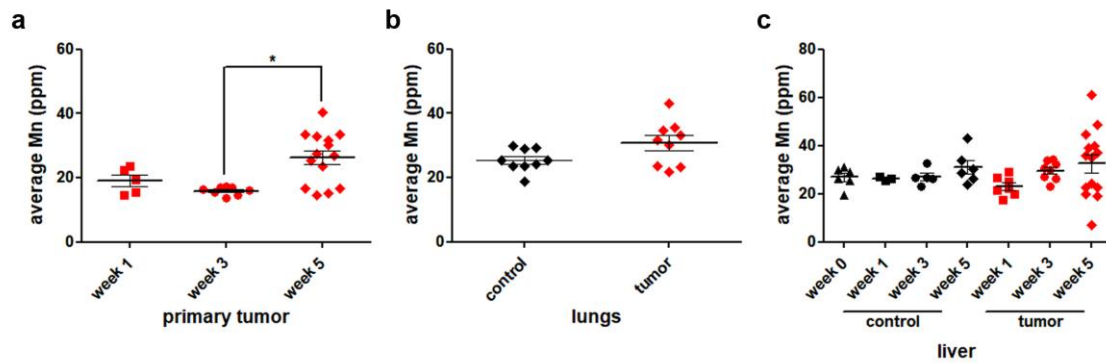 a
average Mn (ppm)
60
40
20
0
*
week 1
week 3
week 5
primary tumor
b
average Mn (ppm)
60
40
20
0
control
tumor
lungs
c
average Mn (ppm)
80
60
40
20
0
week 0
week 1
week 3
week 5
week 1
week 3
week 5
control
tumor
liver